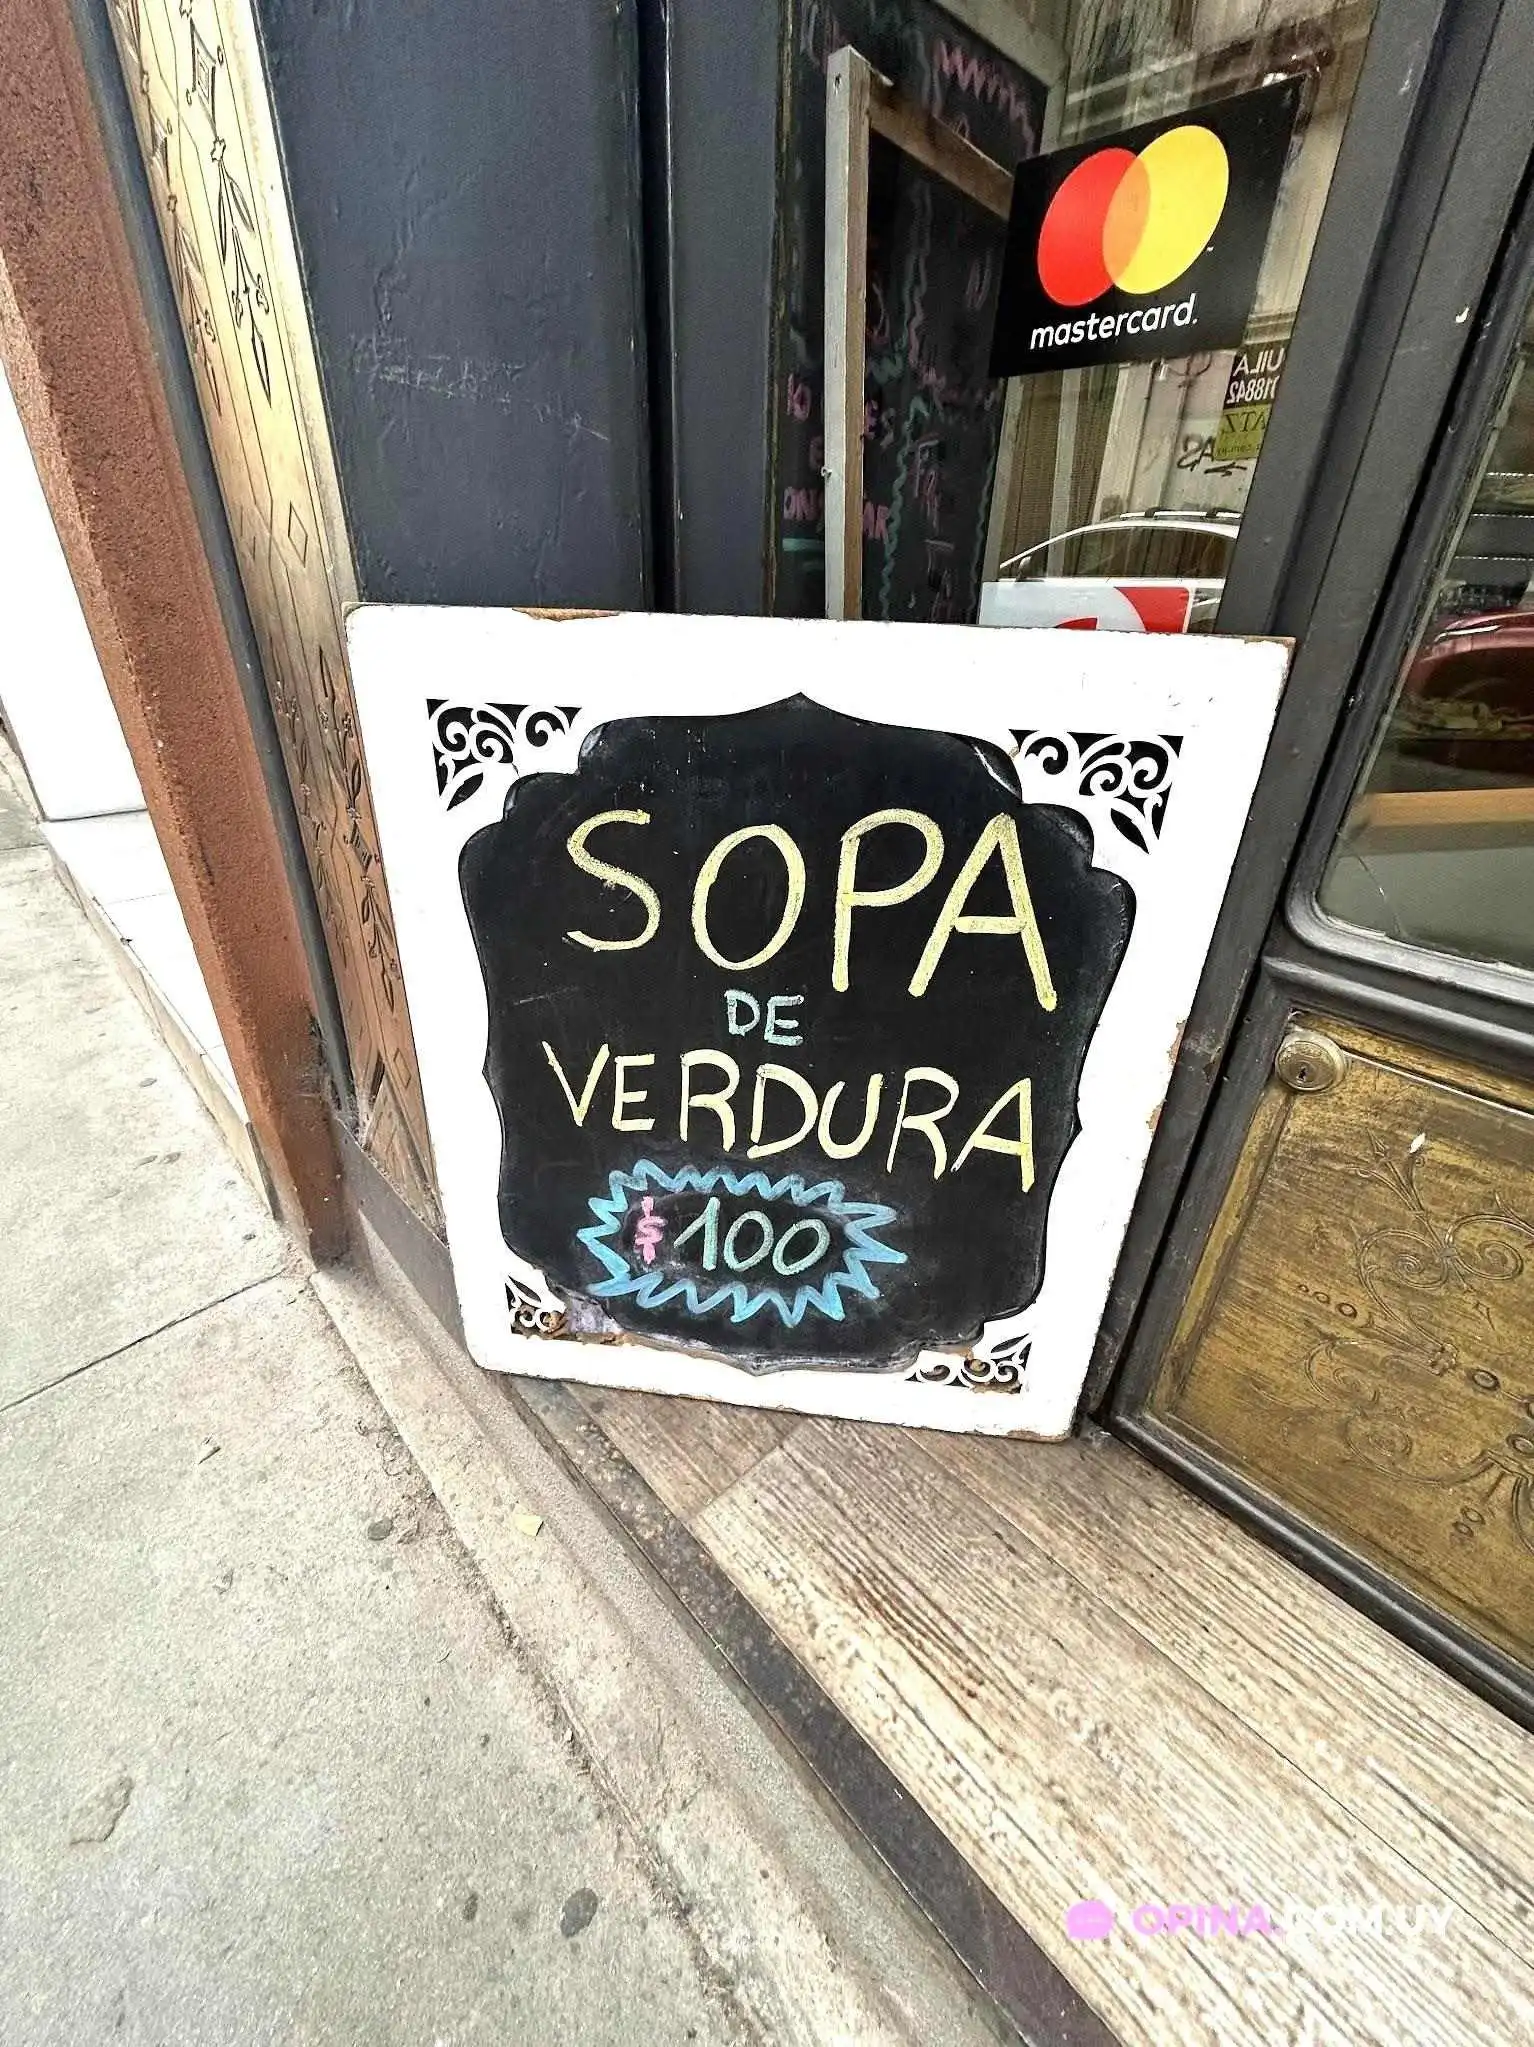 mastercard.
SOPA
DE
VERDURA
$100
OPINA.COM.UY